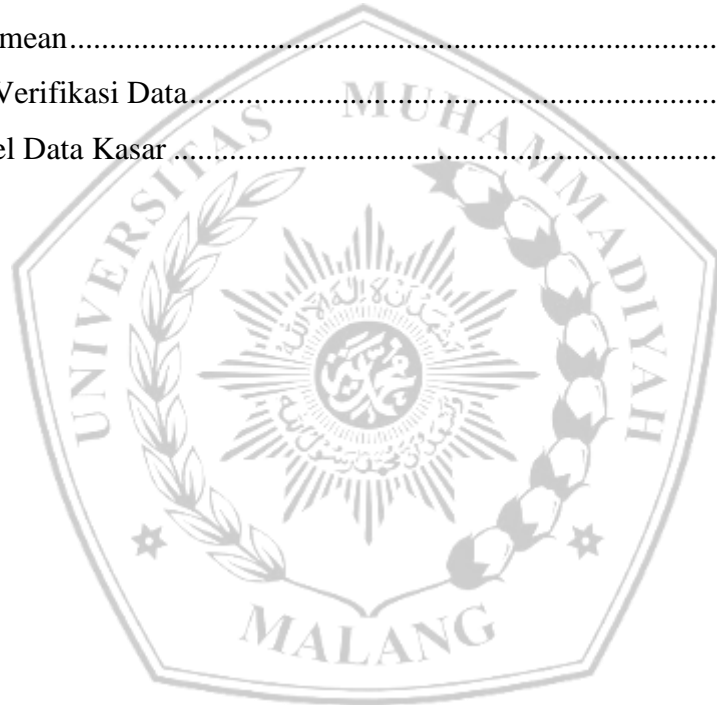 mean........................................................................................
Verifikasi Data.....................................................................
el Data Kasar .......................................................................
UNIVERSITAS MUHAMMADIYAH
MALANG